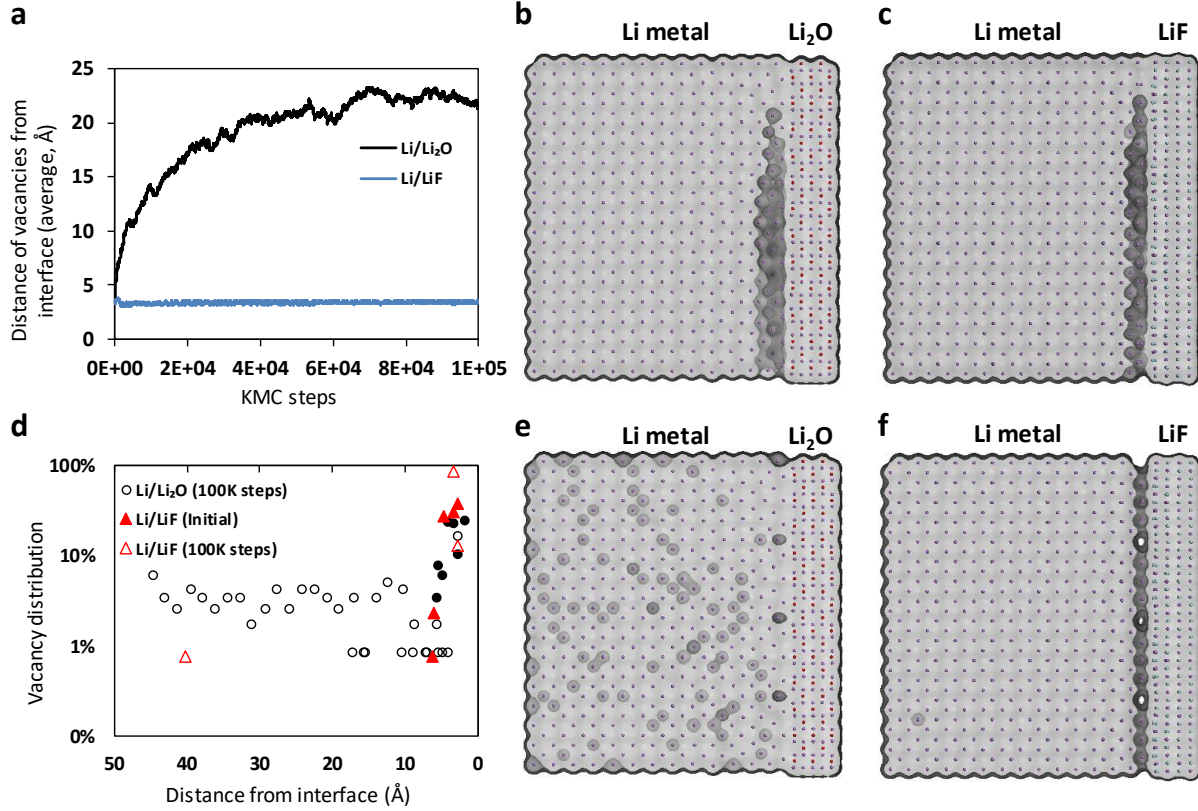 a
25
20
15
10
5
0
0E+00 2E+04 4E+04 6E+04 8E+04 1E+05
Distance of vacancies from
interface (average, Å)
KMC steps
Li/Li₂O
Li/LiF
b
Li metal Li₂O
c
Li metal LiF
d
100%
10%
1%
0%
50 40 30 20 10 0
Vacancy distribution
Distance from interface (Å)
Li/Li₂O (100K steps)
Li/LiF (Initial)
Li/LiF (100K steps)
e
Li metal Li₂O
f
Li metal LiF